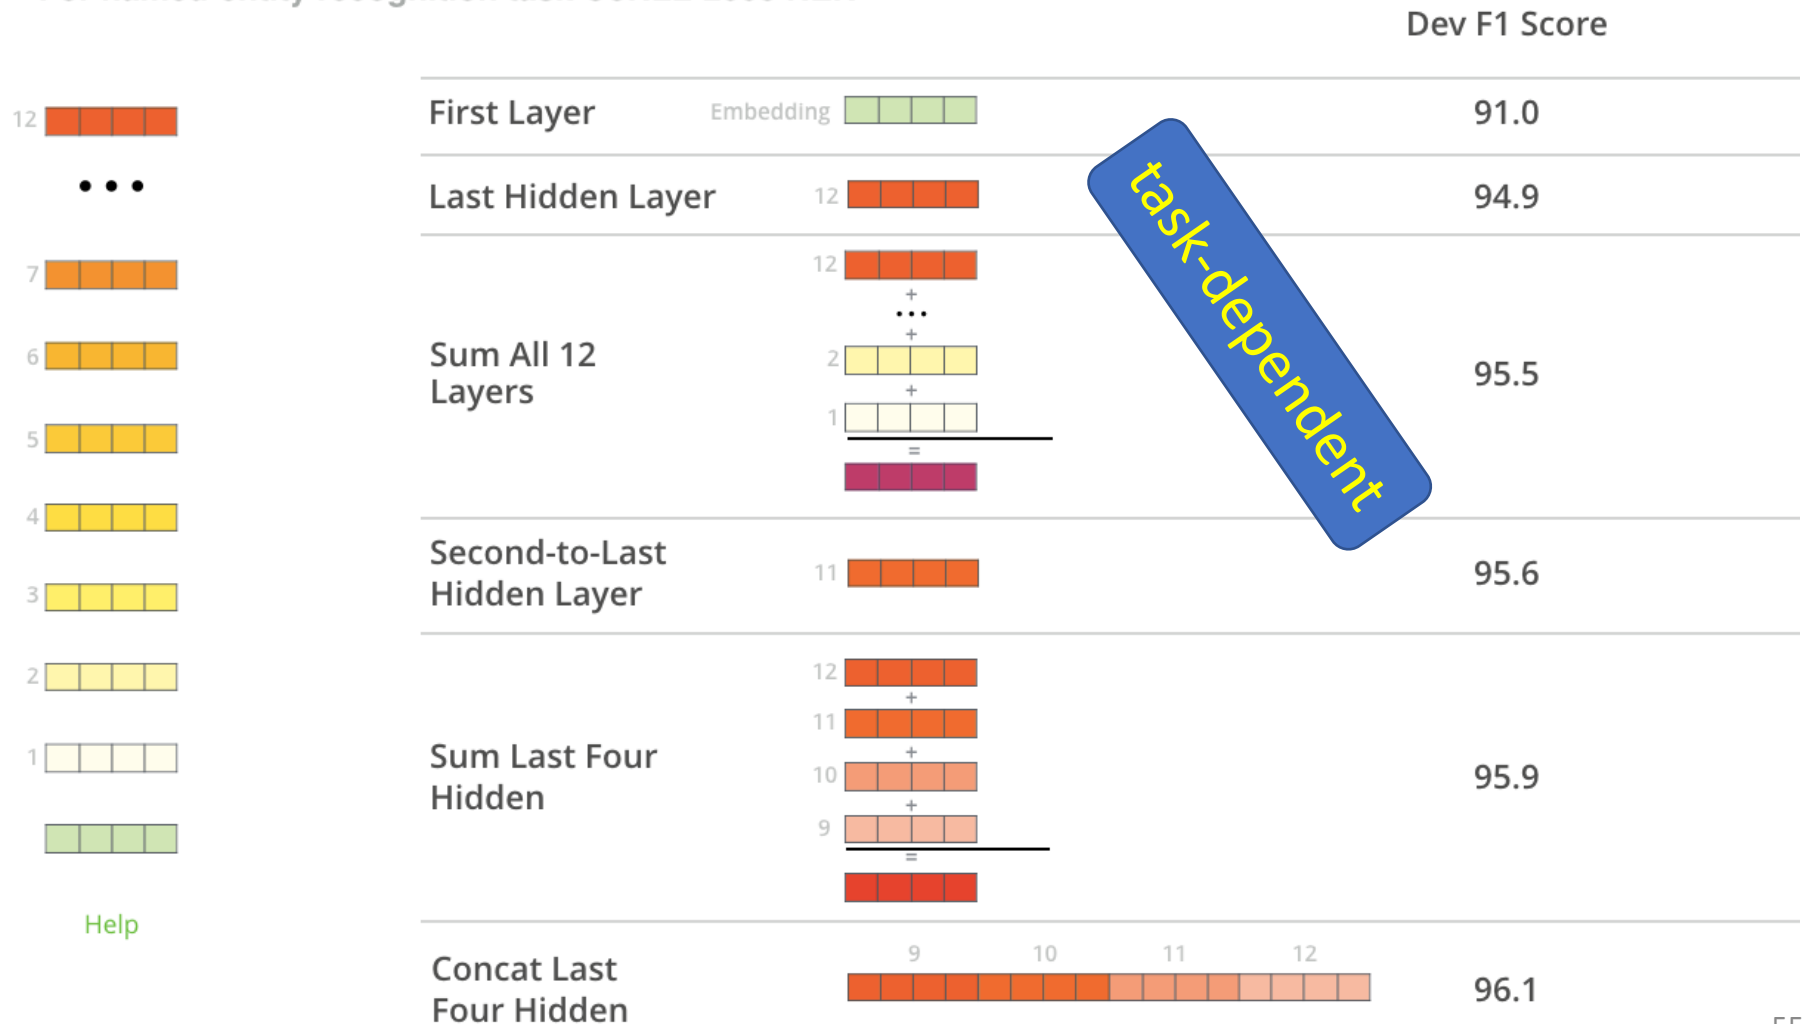 Dev F1 Score
12
First Layer Embedding 91.0
Last Hidden Layer 12 94.9
7
6
5
4
3
2
1
Help
12
+
...
+
Sum All 12
Layers
2
+
1
=
95.5
task-dependent
Second-to-Last
Hidden Layer
11
95.6
12
+
11
+
Sum Last Four
Hidden
10
+
9
=
95.9
9 10 11 12
Concat Last
Four Hidden
96.1